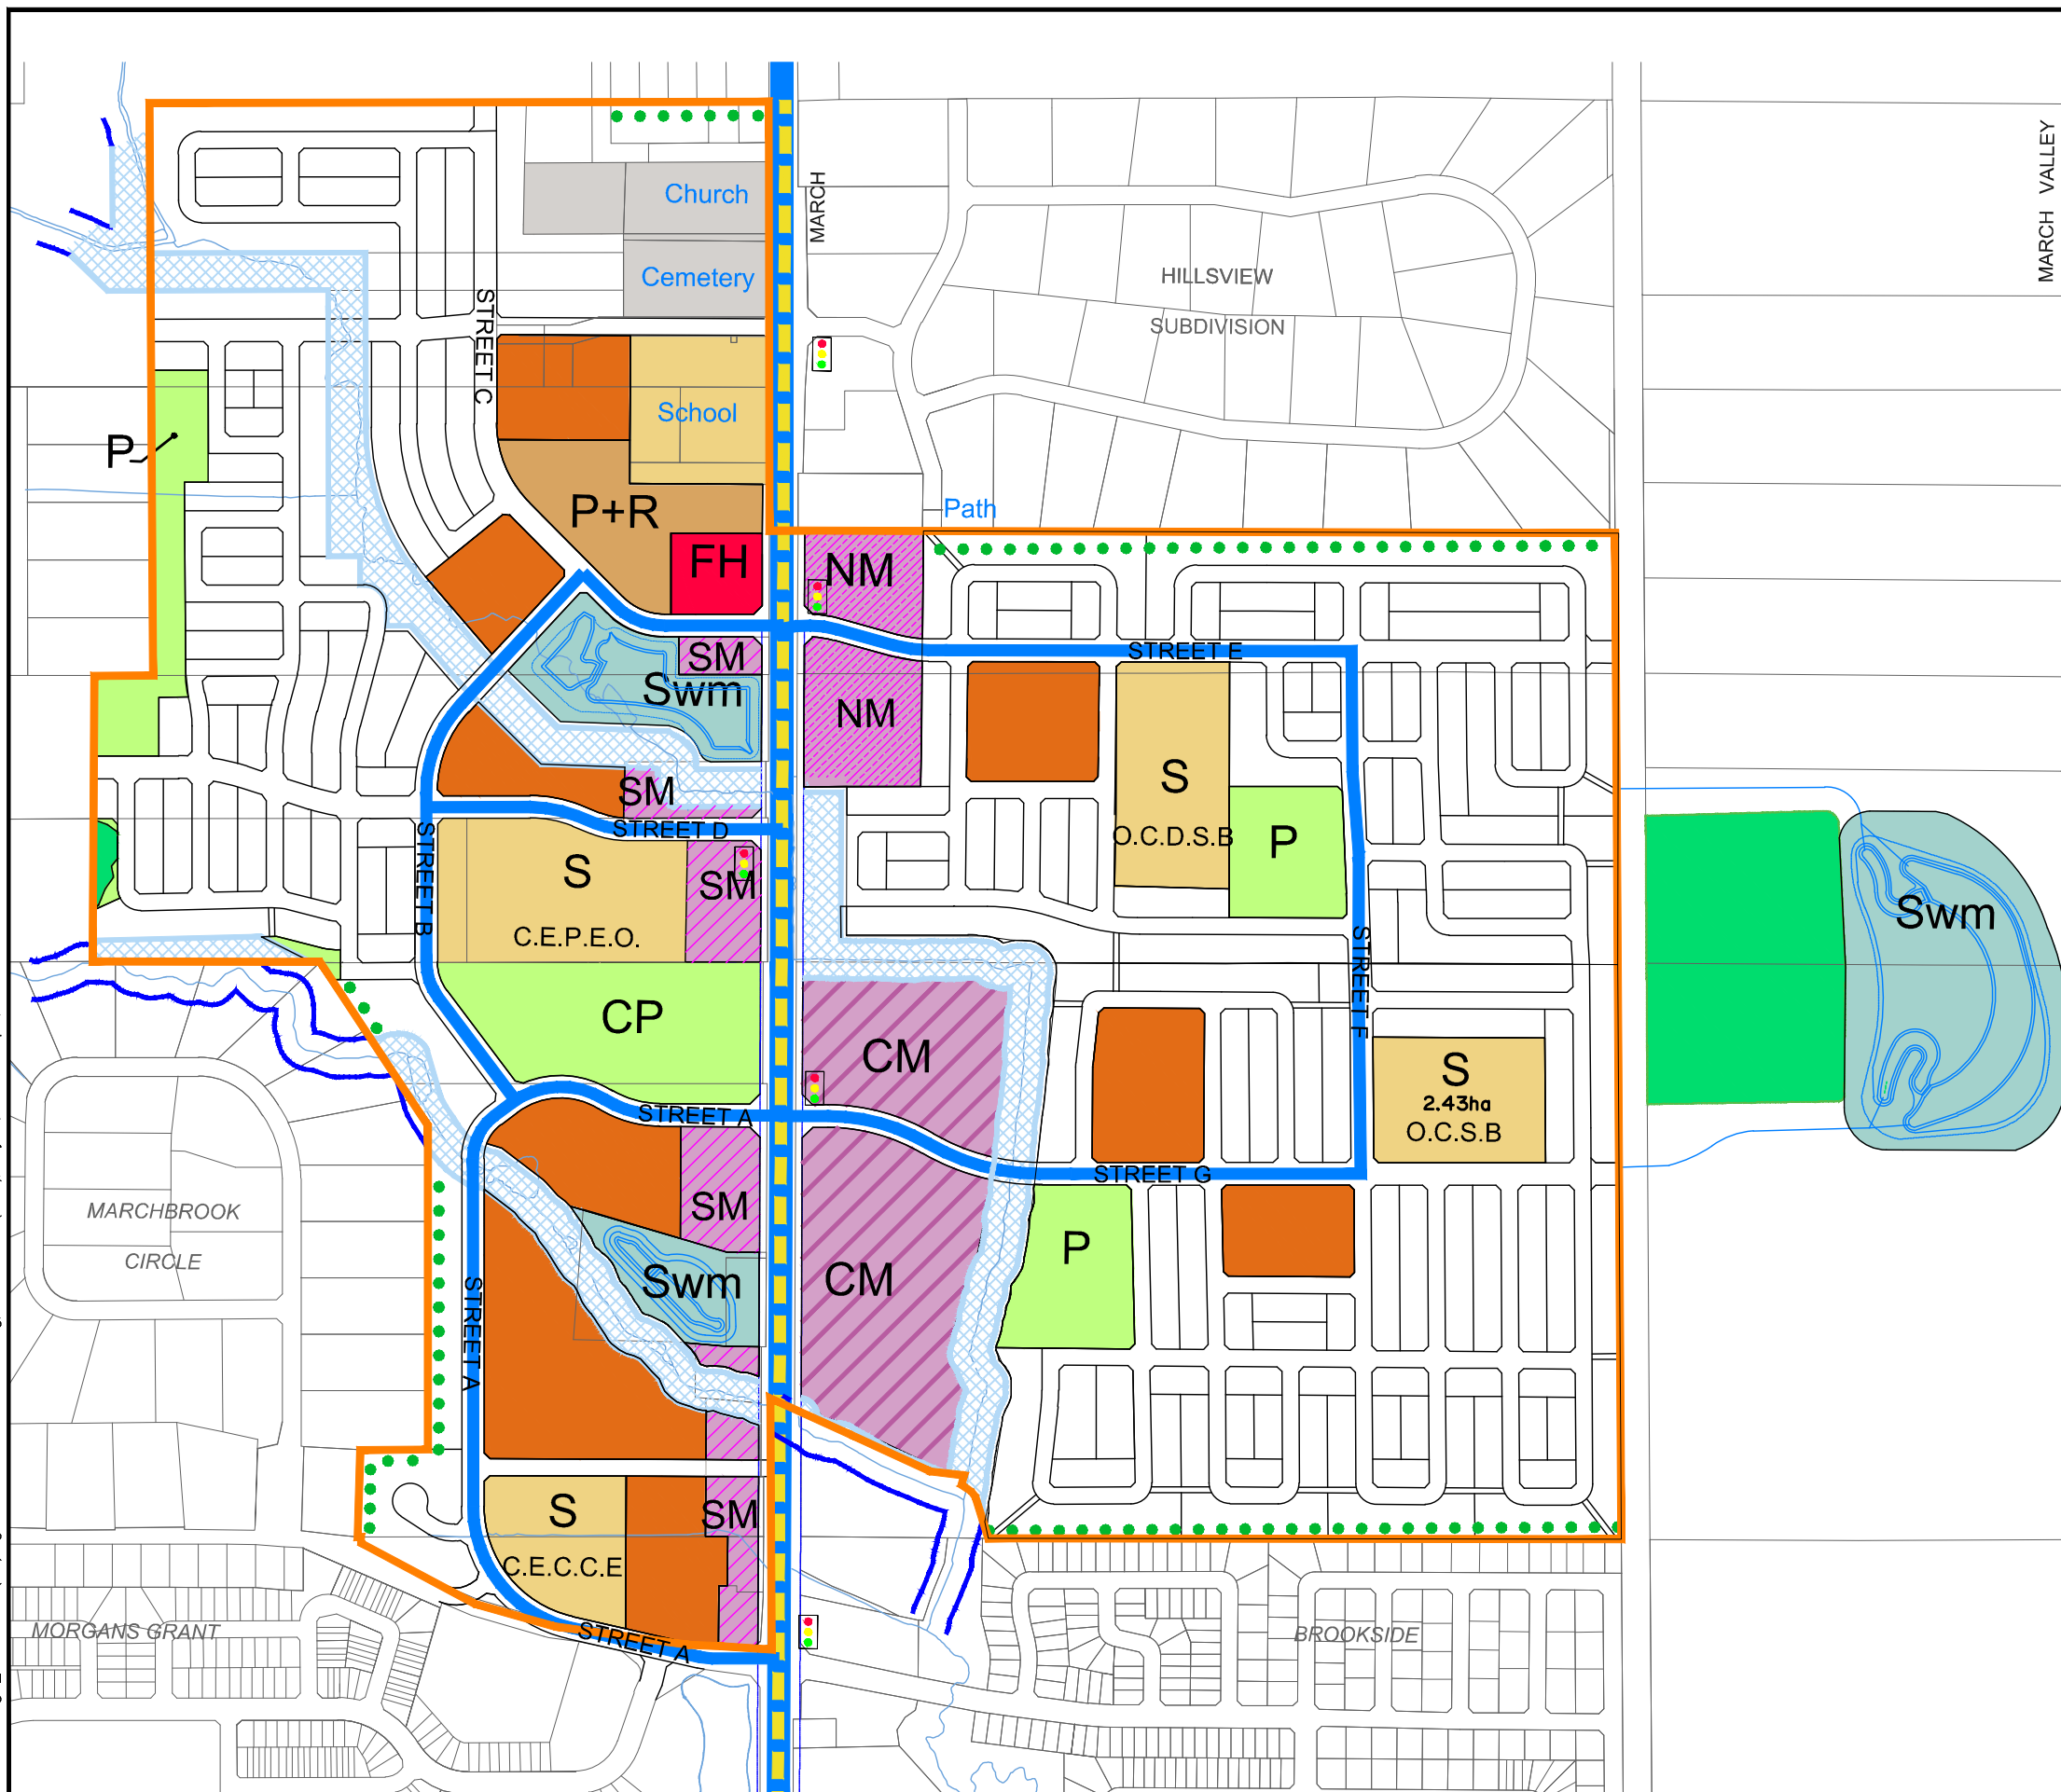 MARCH VALLEY
MARCH
Church
Cemetery
HILLSVIEW
SUBDIVISION
STREET C
School
P
P+R
Path
FH
NM
STREET E
SM
Swm
NM
SM
S
O.C.D.S.B
P
STREET D
STREET B
S
C.E.P.E.O.
SM
Swm
STREET F
CP
CM
S
2.43ha
O.C.S.B
STREET A
STREET G
MARCHBROOK
CIRCLE
SM
P
Swm
CM
STREET A
S
C.E.C.C.E
SM
MORGANS GRANT
STREET A
BROOKSIDE